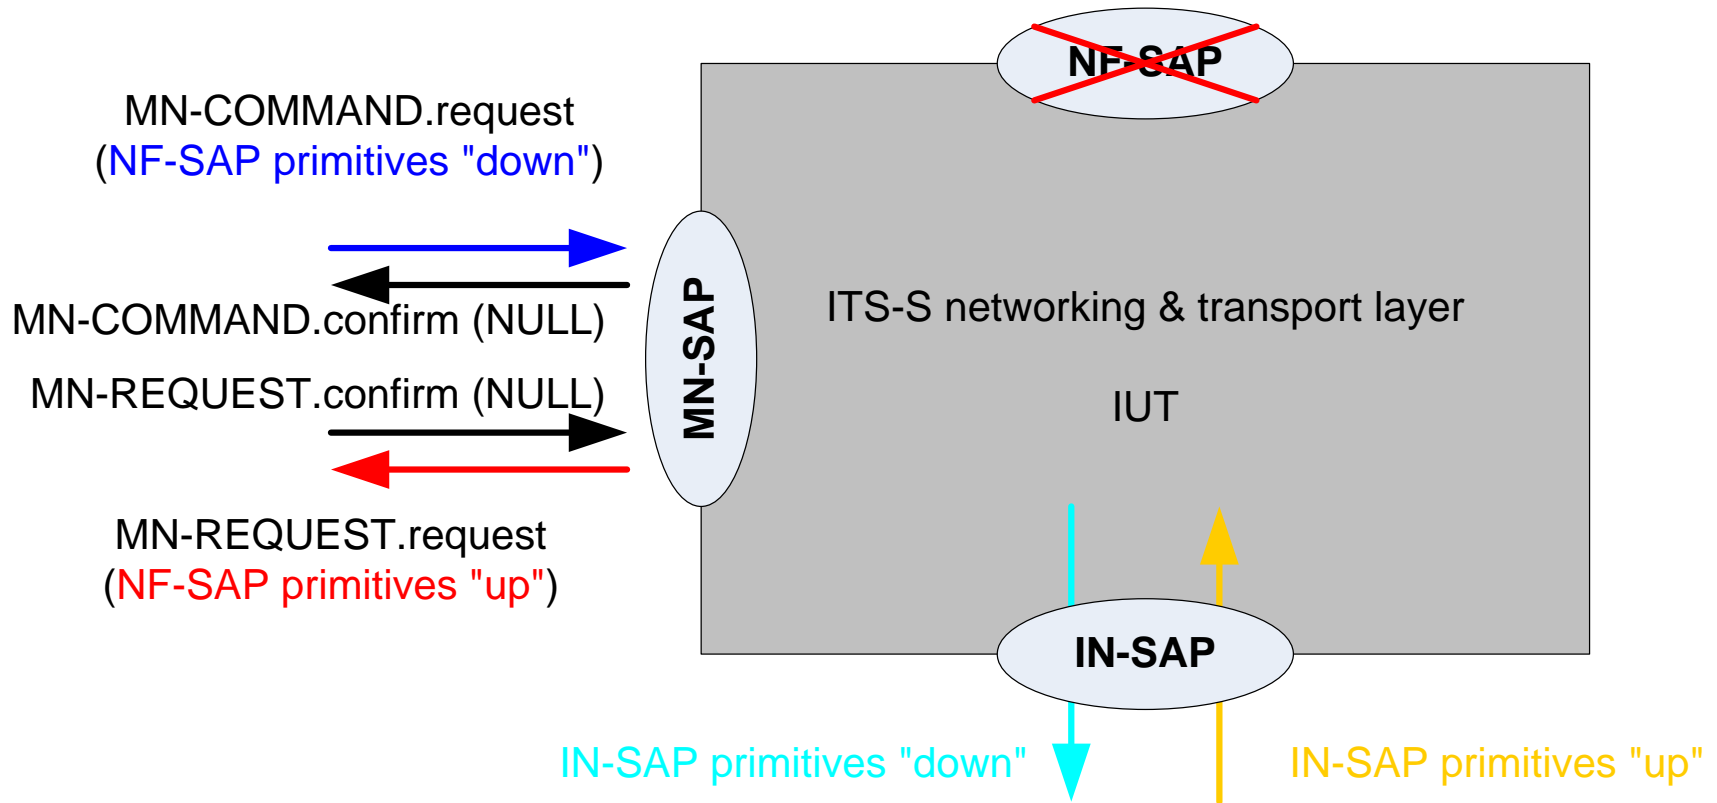 NF-SAP
MN-COMMAND.request
(NF-SAP primitives "down")
MN-COMMAND.confirm (NULL)
MN-REQUEST.confirm (NULL)
MN-REQUEST.request
(NF-SAP primitives "up")
MN-SAP
ITS-S networking & transport layer
IUT
IN-SAP
IN-SAP primitives "down"
IN-SAP primitives "up"